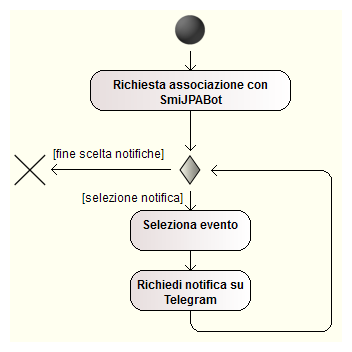 Richiesta associazione con
SmiJPABot
[fine scelta notifiche]
[selezione notifica]
Seleziona evento
Richiedi notifica su
Telegram